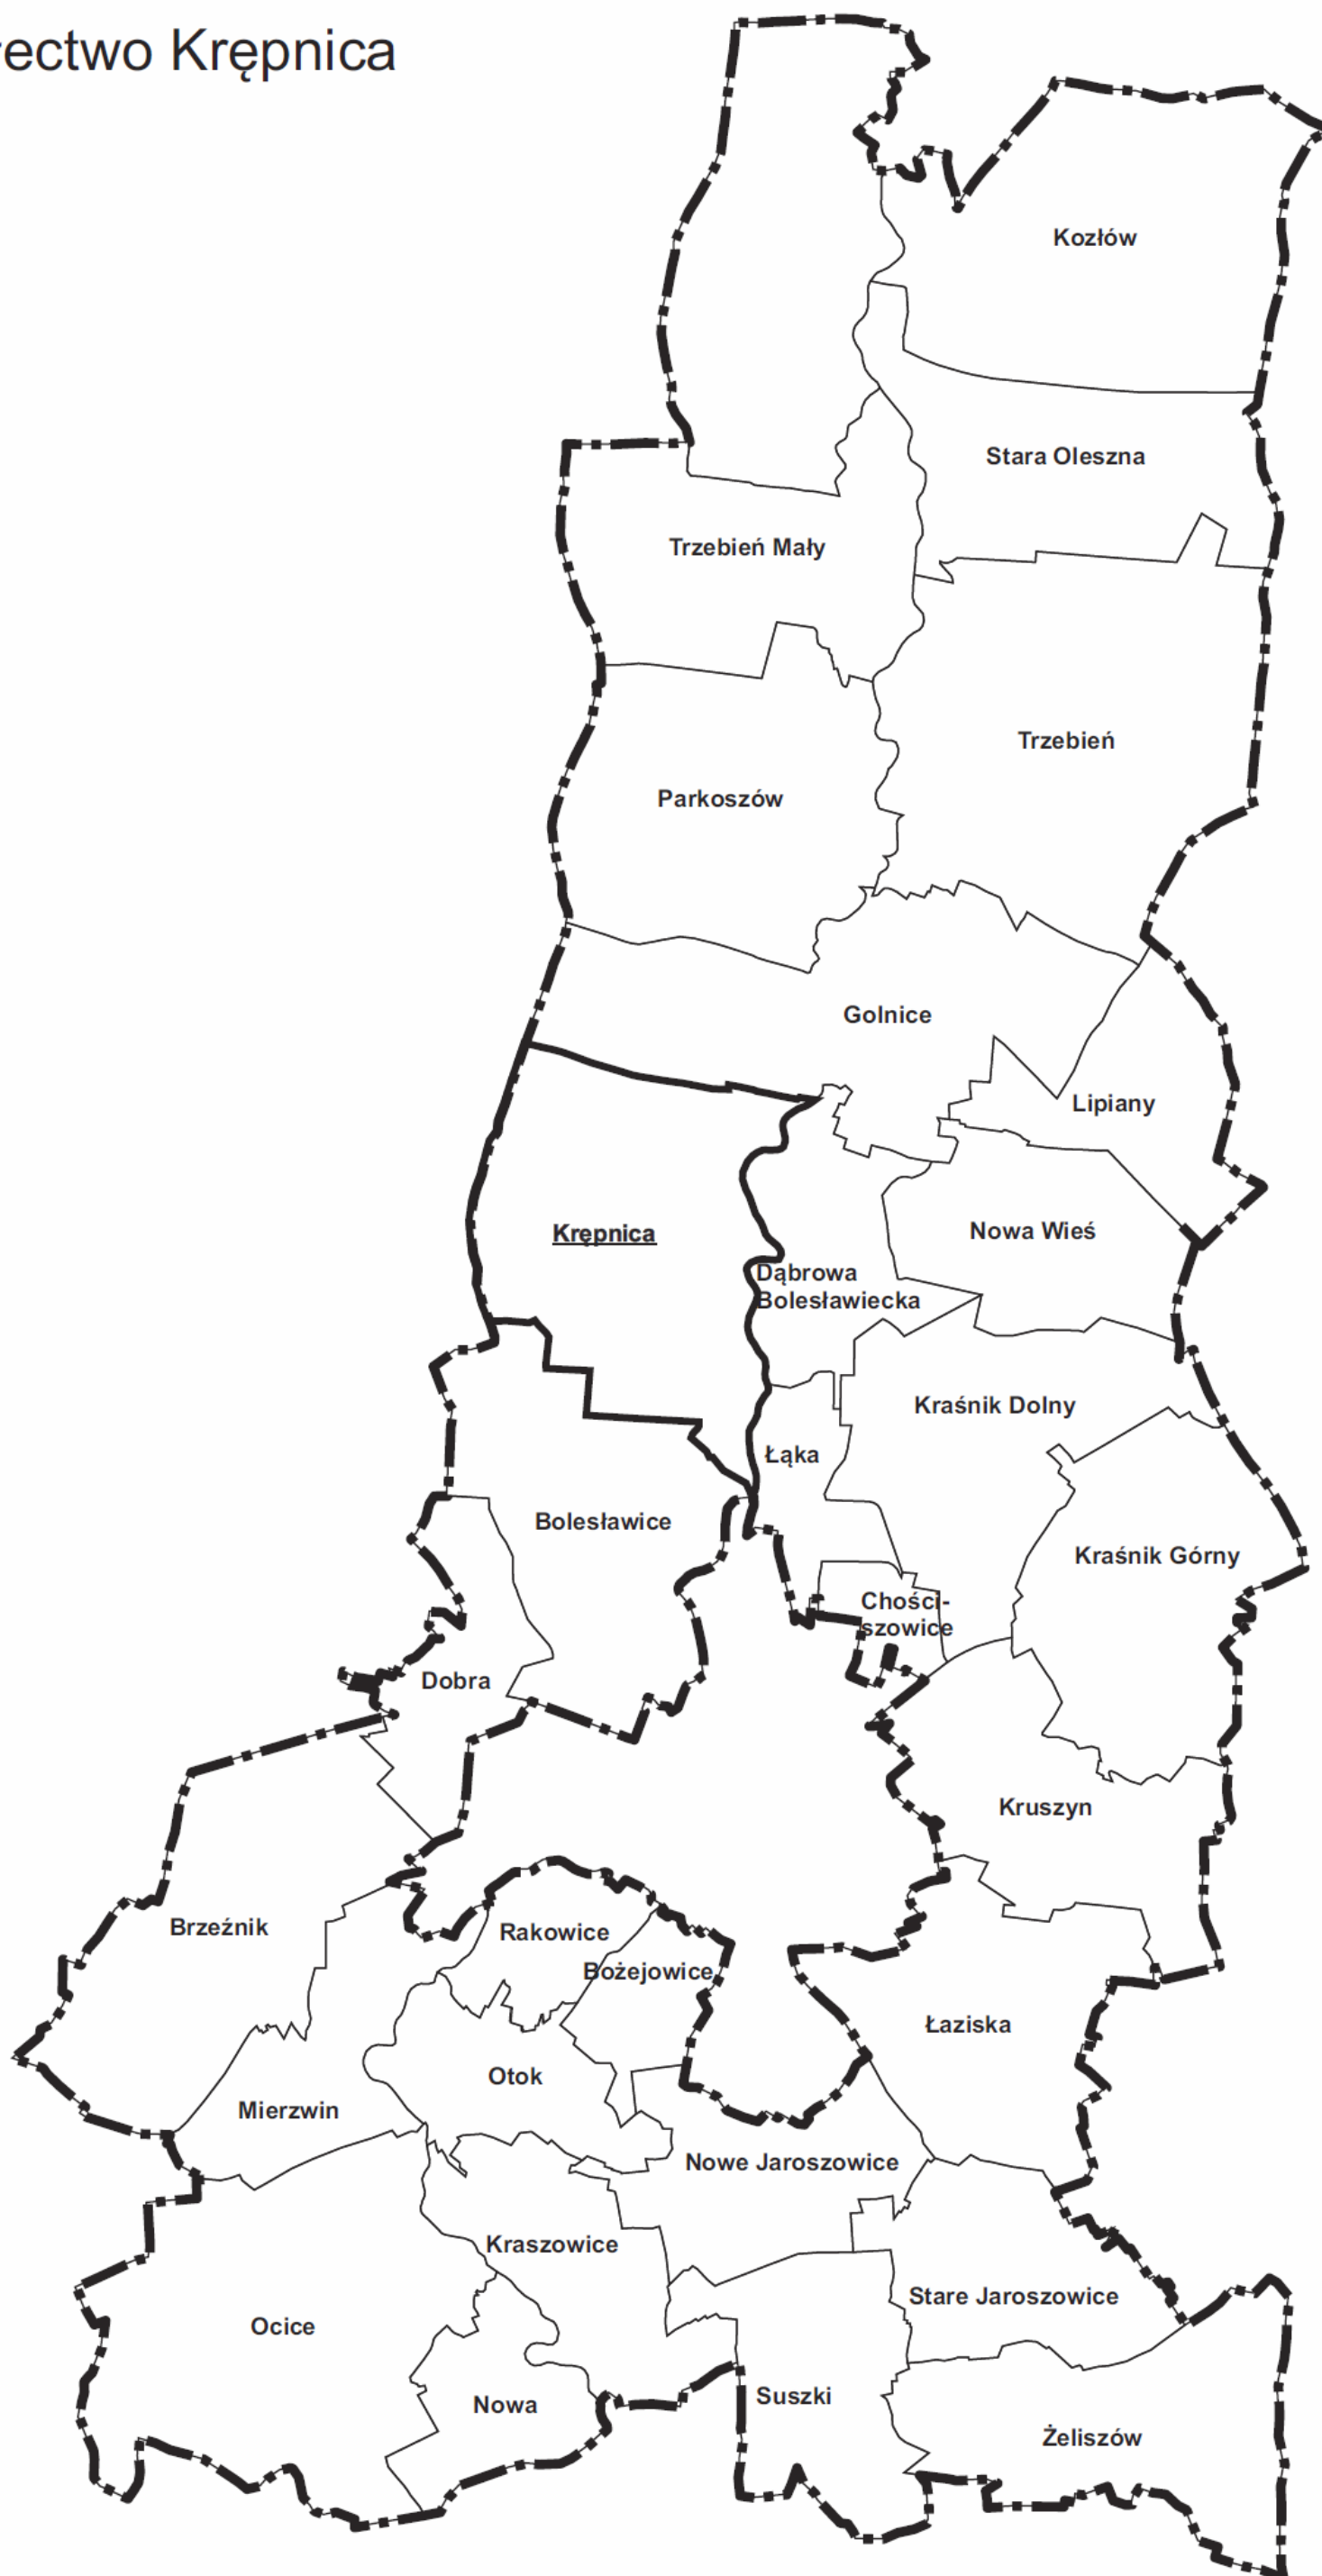 ectwo Krępnica
Kozłów
Stara Oleszna
Trzebień Mały
Trzebień
Parkoszów
Golnice
Lipiany
Krępnica
Nowa Wieś
Dąbrowa
Bolesławiecka
Kraśnik Dolny
Łąka
Bolesławice
Kraśnik Górny
Chości-
szowice
Dobra
Kruszyn
Brzeźnik
Rakowice
Bożejowice
Łaziska
Otok
Mierzwin
Nowe Jaroszowice
Kraszowice
Stare Jaroszowice
Ocice
Suszki
Nowa
Żeliszów